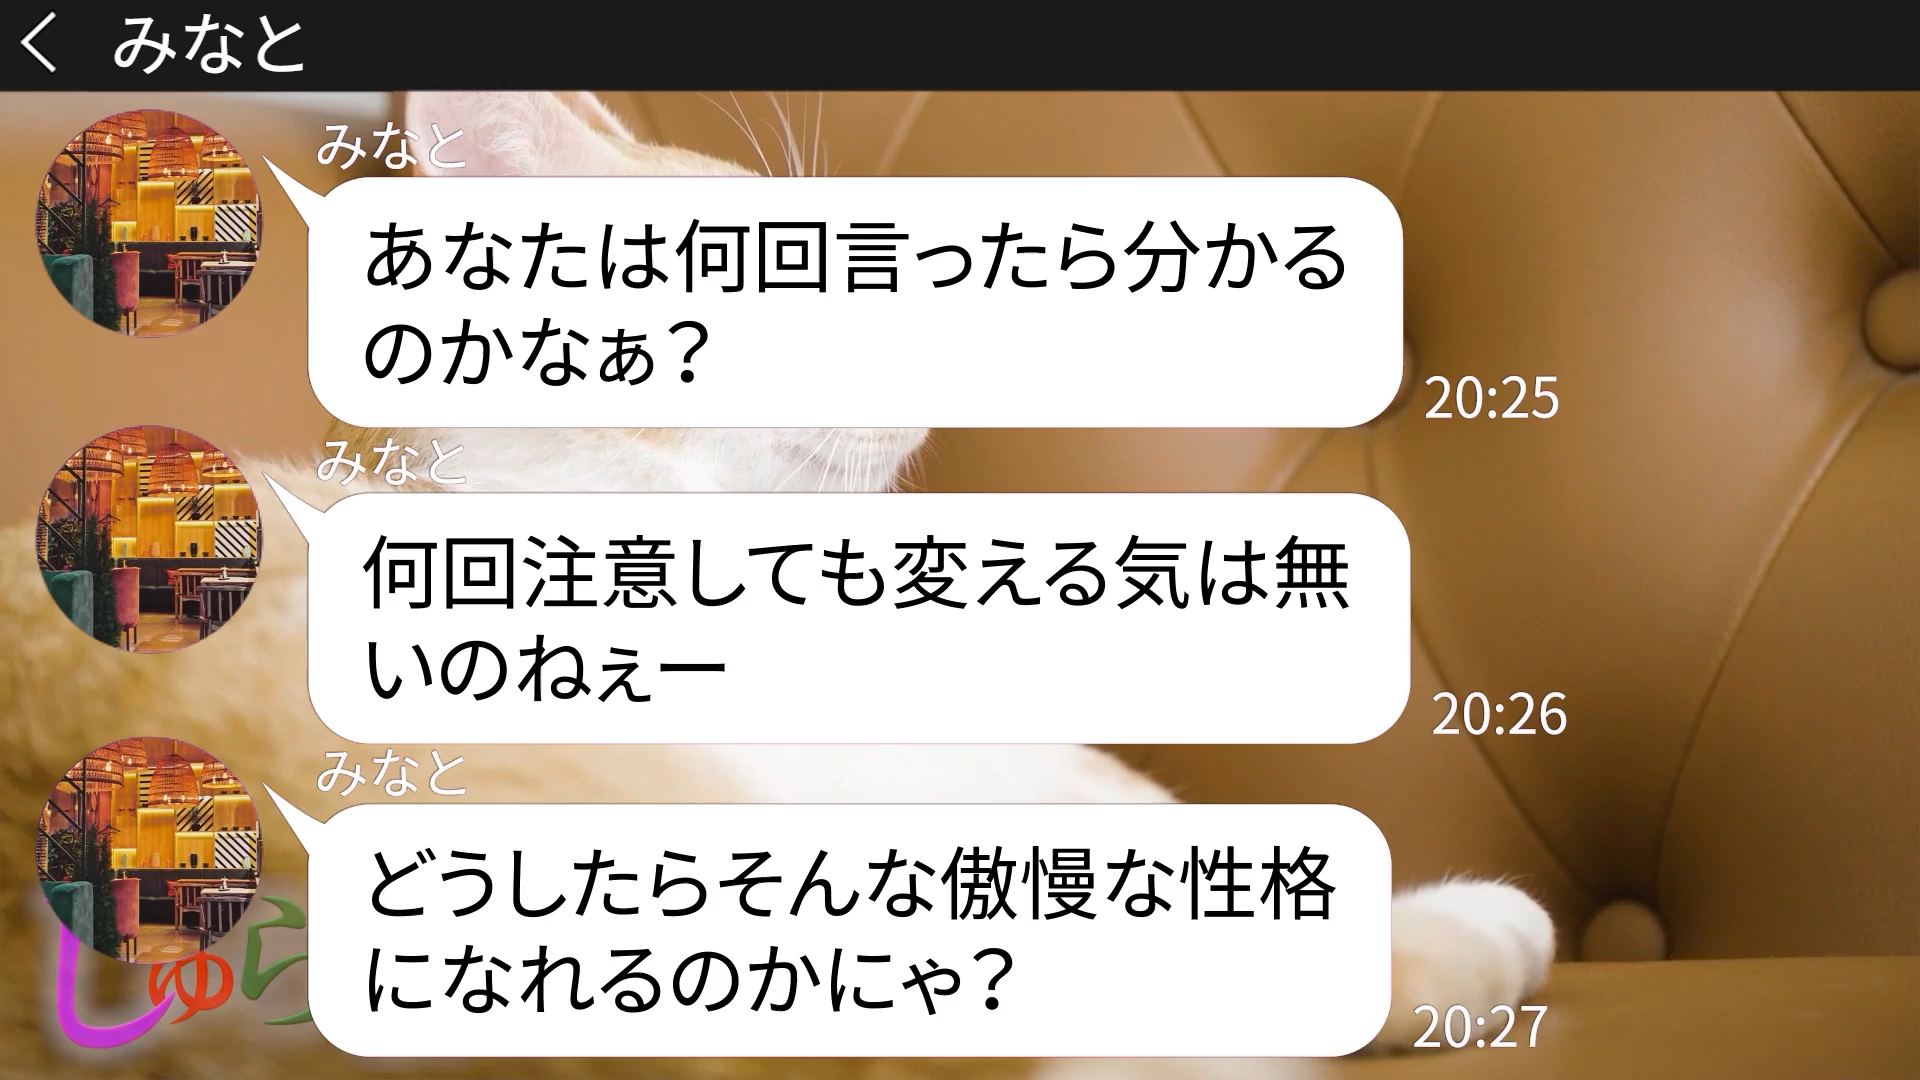 みなと
みなと
あなたは何回言ったら分かる
のかなぁ？
20:25
みなと
何回注意しても変える気は無
いのねぇー
20:26
みなと
どうしたらそんな傲慢な性格
になれるのかにゃ？
20:27
しゅら